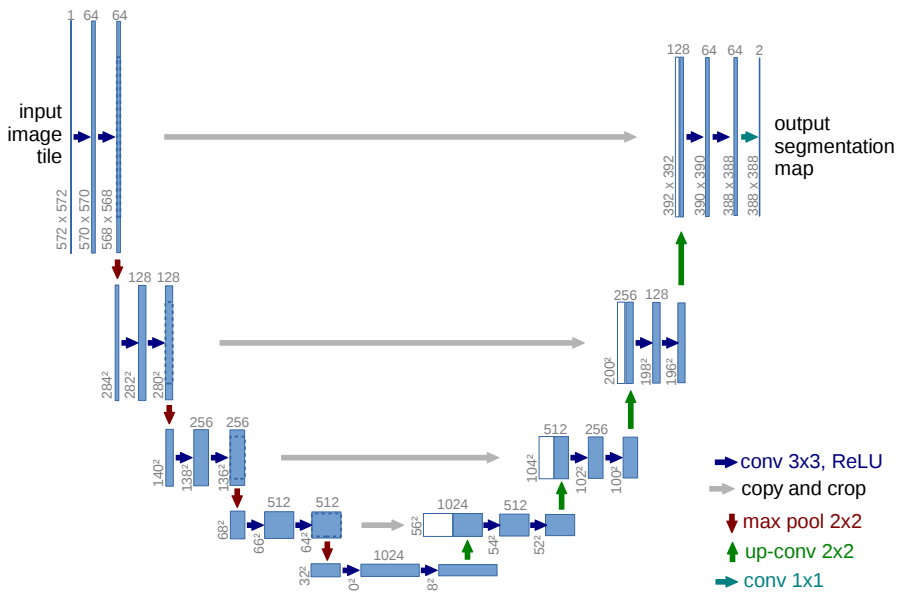 1 64 64
input
image
tile
572 x 572
570 x 570
568 x 568
128 64 64 2
output
segmentation
map
392 x 392
390 x 390
388 x 388
388 x 388
128 128
284²
282²
280²
256 128
200²
198²
196²
256 256
140²
138²
136²
512 256
104²
102²
100²
512 512
68²
66²
64²
1024 512
56²
54²
52²
1024
32²
0²
8²
conv 3x3, ReLU
copy and crop
max pool 2x2
up-conv 2x2
conv 1x1